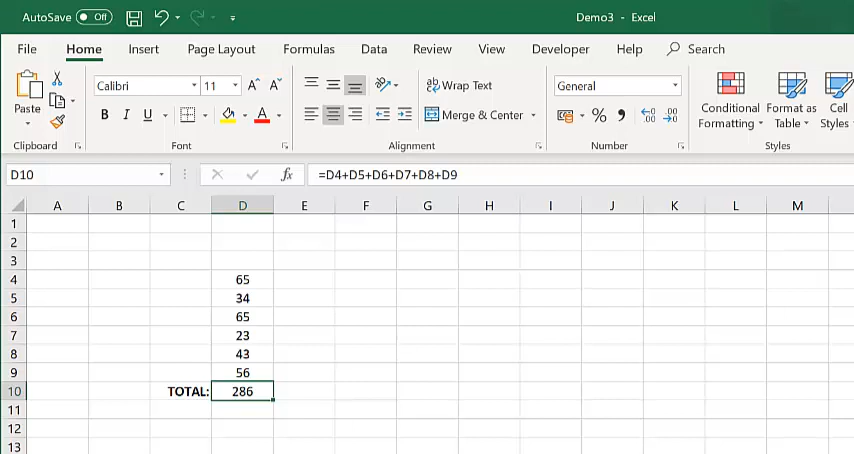 AutoSave Off Demo3 - Excel
File Home Insert Page Layout Formulas Data Review View Developer Help Search
Calibri 11 A A Wrap Text General
Paste B I U A Merge & Center % , .00 .00 Conditional Formatting Format as Table Cell Styles
Clipboard Font Alignment Number Styles
D10 fx =D4+D5+D6+D7+D8+D9
A B C D E F G H I J K L M
1
2
3
4 65
5 34
6 65
7 23
8 43
9 56
10 TOTAL: 286
11
12
13